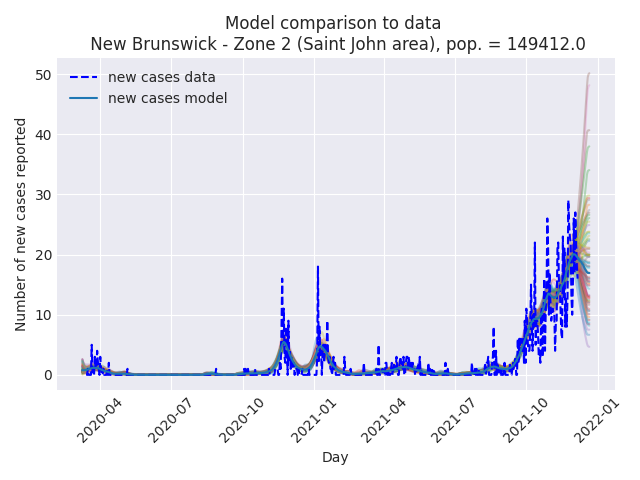 Model comparison to data
New Brunswick - Zone 2 (Saint John area), pop. = 149412.0
50
new cases data
new cases model
40
30
20
10
0
Number of new cases reported
2020-04
2020-07
2020-10
2021-01
2021-04
2021-07
2021-10
2022-01
Day